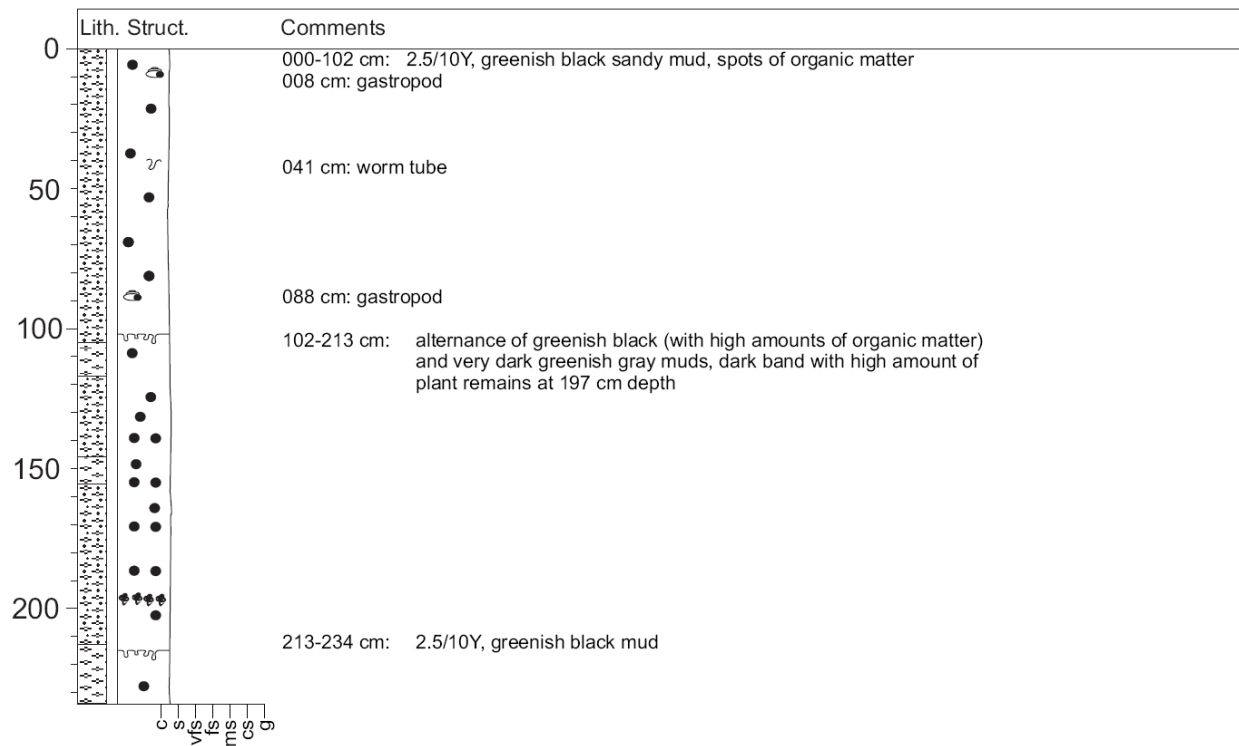 Lith. Struct. Comments
0
000-102 cm: 2.5/10Y, greenish black sandy mud, spots of organic matter
008 cm: gastropod
041 cm: worm tube
50
088 cm: gastropod
100
102-213 cm: alternance of greenish black (with high amounts of organic matter)
and very dark greenish gray muds, dark band with high amount of
plant remains at 197 cm depth
150
200
213-234 cm: 2.5/10Y, greenish black mud
c s vfs fs ms cs g